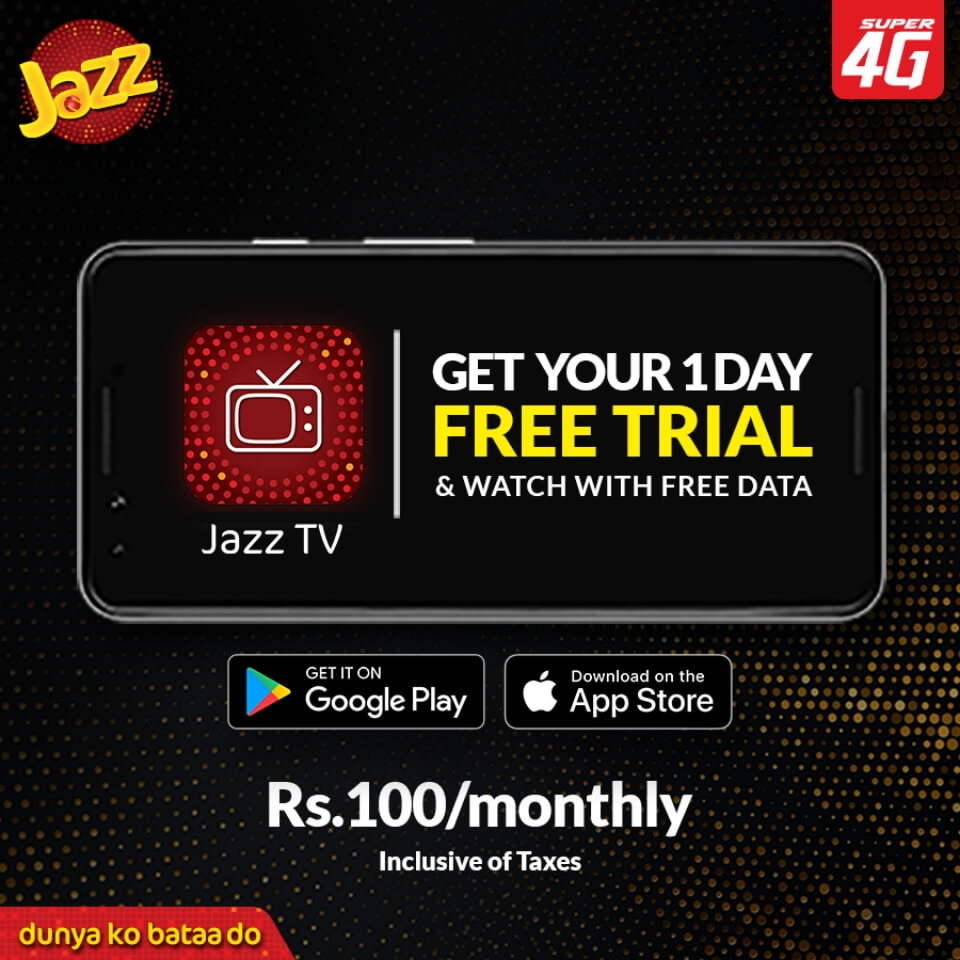 Jazz
SUPER
4G
GET YOUR 1 DAY
FREE TRIAL
& WATCH WITH FREE DATA
Jazz TV
GET IT ON
Google Play
Download on the
App Store
Rs.100/monthly
Inclusive of Taxes
dunya ko bataa do